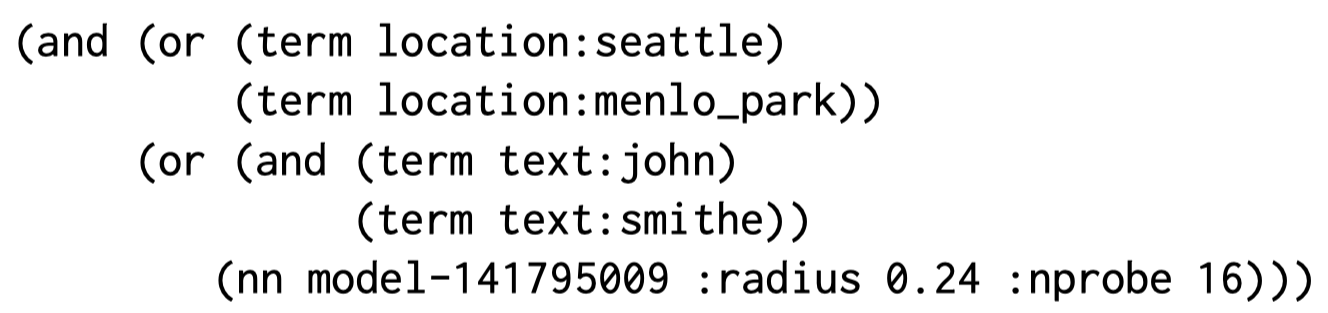 (and (or (term location:seattle)
(term location:menlo_park))
(or (and (term text:john)
(term text:smithe))
(nn model-141795009 :radius 0.24 :nprobe 16)))